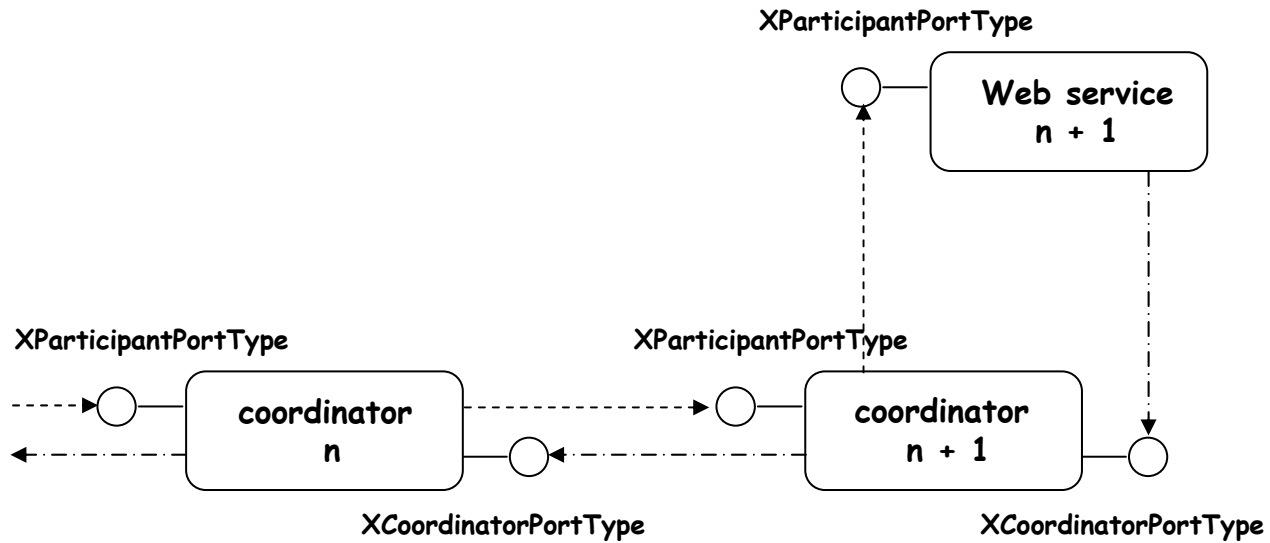 XParticipantPortType
Web service
n + 1
XParticipantPortType
XParticipantPortType
coordinator
n
coordinator
n + 1
XCoordinatorPortType
XCoordinatorPortType